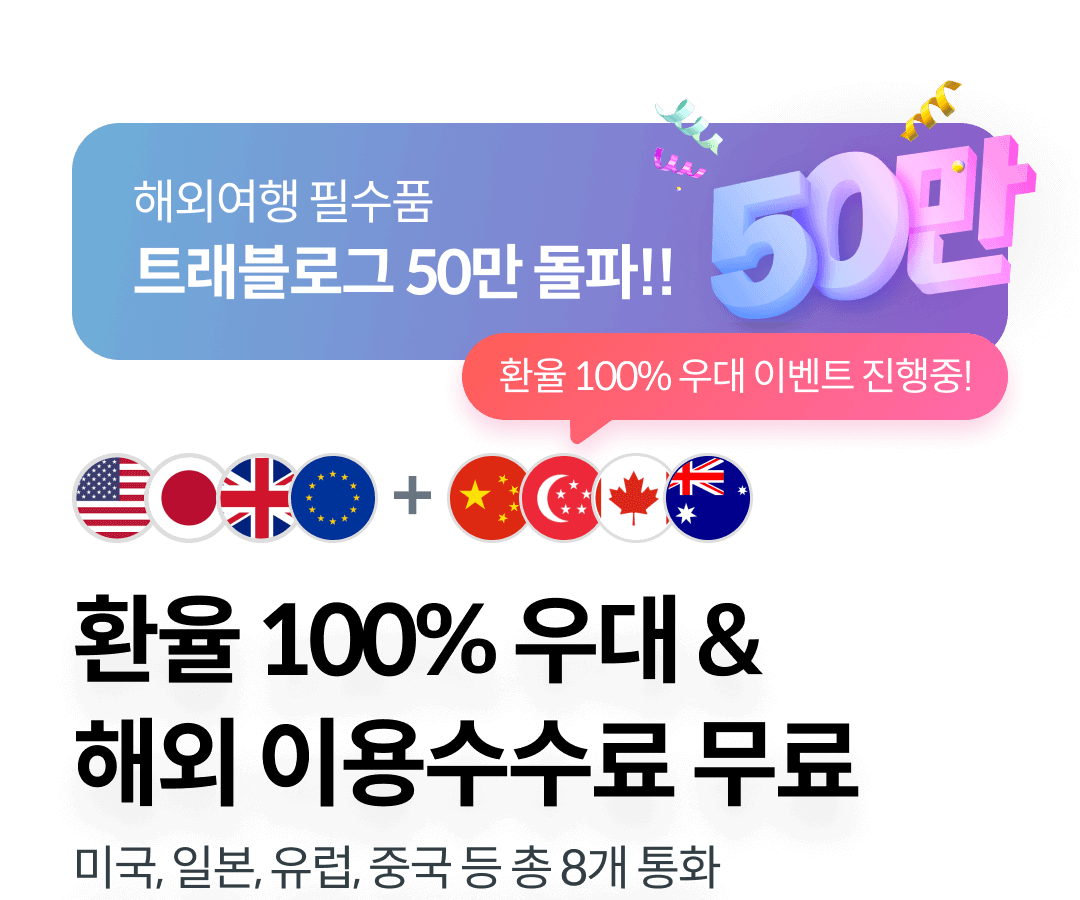 해외여행 필수품
트래블로그 50만 돌파!!
50만
환율 100% 우대 이벤트 진행중!
+
환율 100% 우대 &
해외 이용수수료 무료
미국, 일본, 유럽, 중국 등 총 8개 통화